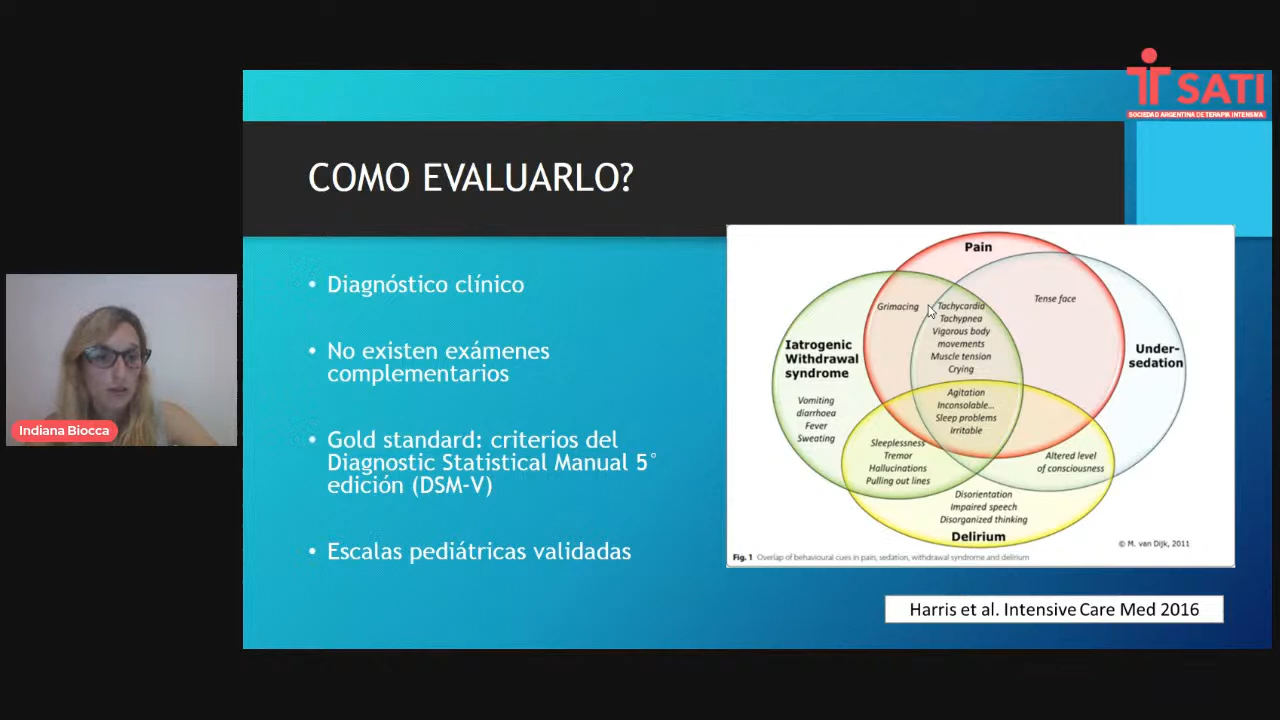 SATI
SOCIEDAD ARGENTINA DE TERAPIA INTENSIVA
COMO EVALUARLO?
• Diagnóstico clínico
• No existen exámenes
complementarios
• Gold standard: criterios del
Diagnostic Statistical Manual 5°
edición (DSM-V)
• Escalas pediátricas validadas
Indiana Biocca
Pain
Grimacing
Tachycardia
Tachypnea
Vigorous body
movements
Muscle tension
Crying
Tense face
Iatrogenic
Withdrawal
syndrome
Under-
sedation
Vomiting
diarrhoea
Fever
Sweating
Agitation
Inconsolable...
Sleep problems
Irritable
Sleeplessness
Tremor
Hallucinations
Pulling out lines
Altered level
of consciousness
Disorientation
Impaired speech
Disorganized thinking
Delirium
© M. van Dijk, 2011
Fig. 1 Overlap of behavioural cues in pain, sedation, withdrawal syndrome and delirium
Harris et al. Intensive Care Med 2016